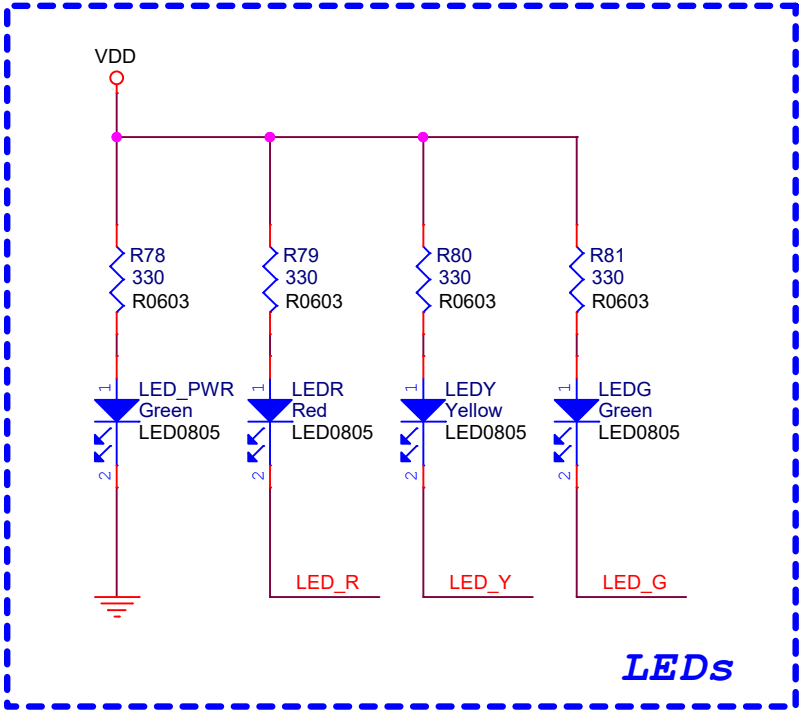 VDD
R78
330
R0603
R79
330
R0603
R80
330
R0603
R81
330
R0603
1
LED_PWR
Green
LED0805
2
1
LEDR
Red
LED0805
2
1
LEDY
Yellow
LED0805
2
1
LEDG
Green
LED0805
2
LED_R
LED_Y
LED_G
LEDs